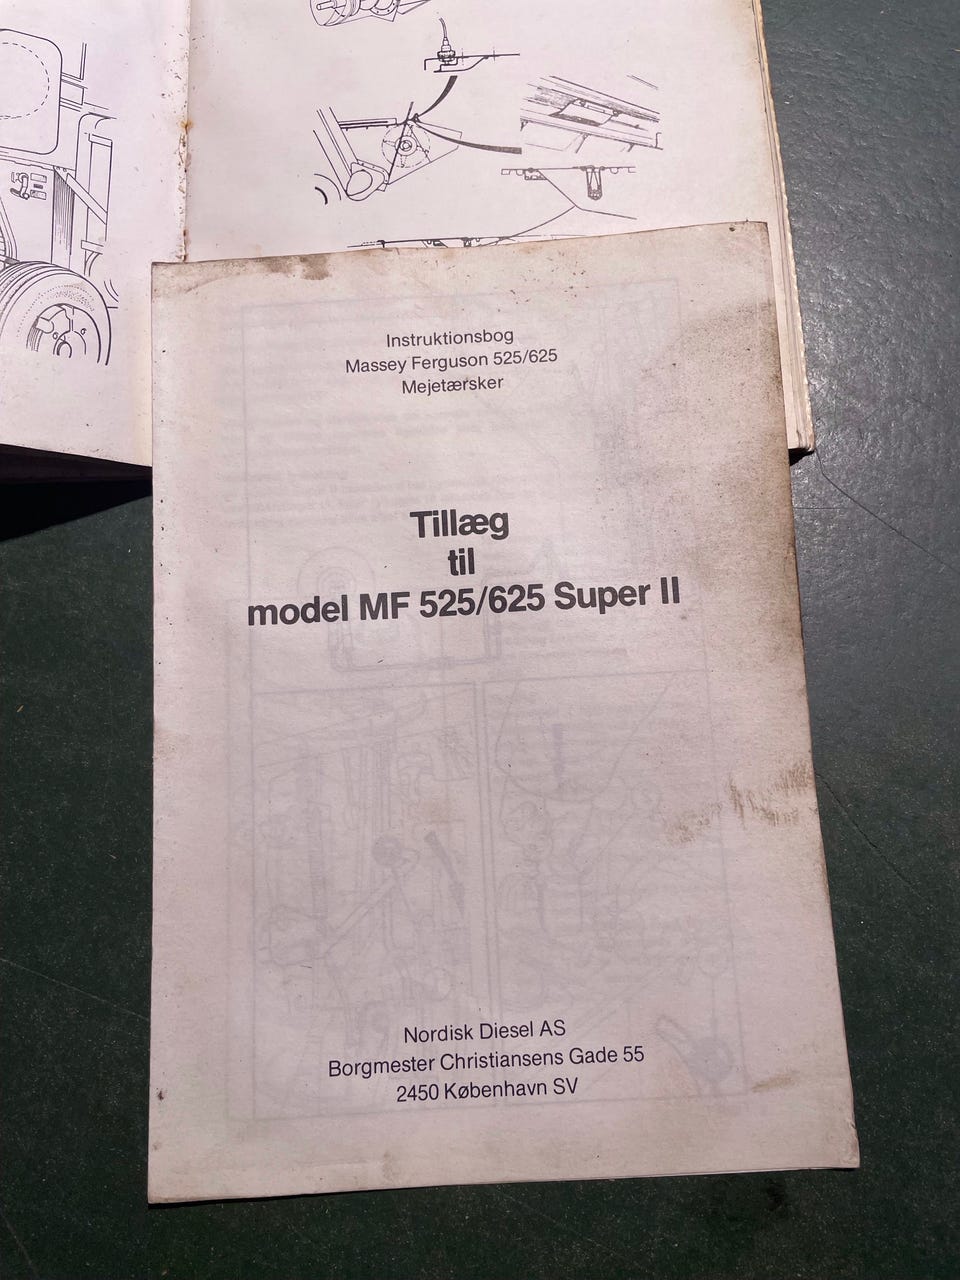 Instruktionsbog
Massey Ferguson 525/625
Mejetærsker
Tillæg
til
model MF 525/625 Super II
Nordisk Diesel AS
Borgmester Christiansens Gade 55
2450 København SV